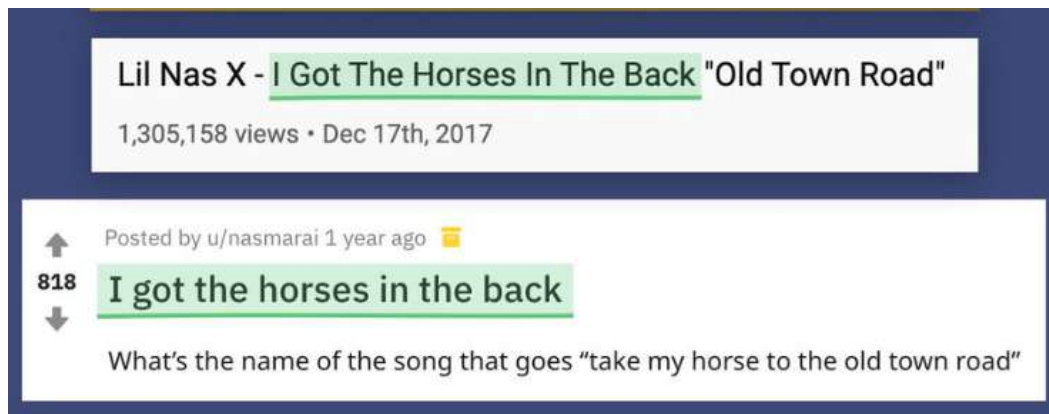 Lil Nas X - I Got The Horses In The Back "Old Town Road"
1,305,158 views • Dec 17th, 2017
Posted by u/nasmarai 1 year ago
818
I got the horses in the back
What's the name of the song that goes “take my horse to the old town road”